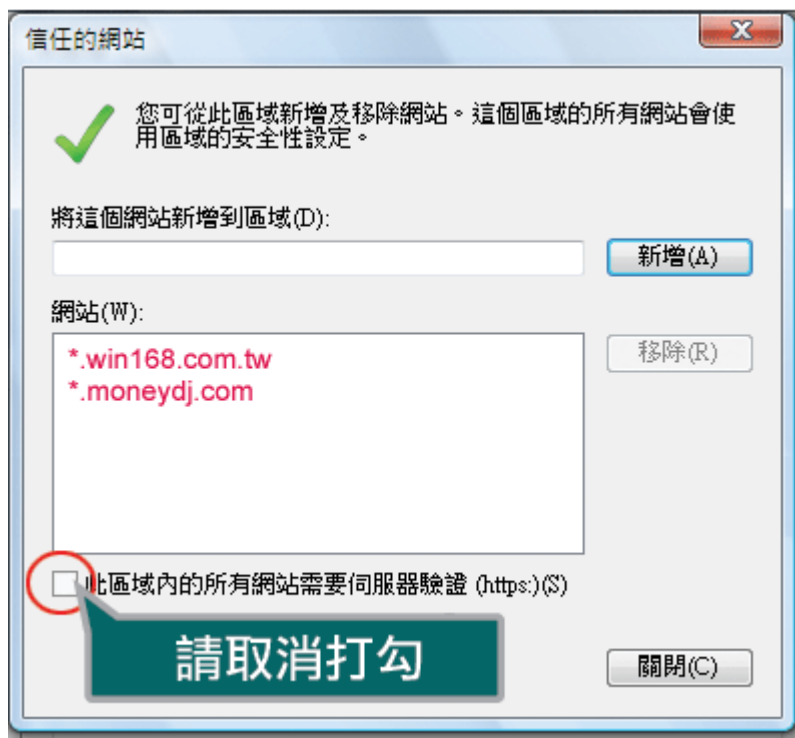 信任的網站
您可從此區域新增及移除網站。這個區域的所有網站會使
用區域的安全性設定。
將這個網站新增到區域(D):
新增(A)
網站(W):
*.win168.com.tw
*.moneydj.com
移除(R)
此區域內的所有網站需要伺服器驗證 (https:)(S)
請取消打勾
關閉(C)